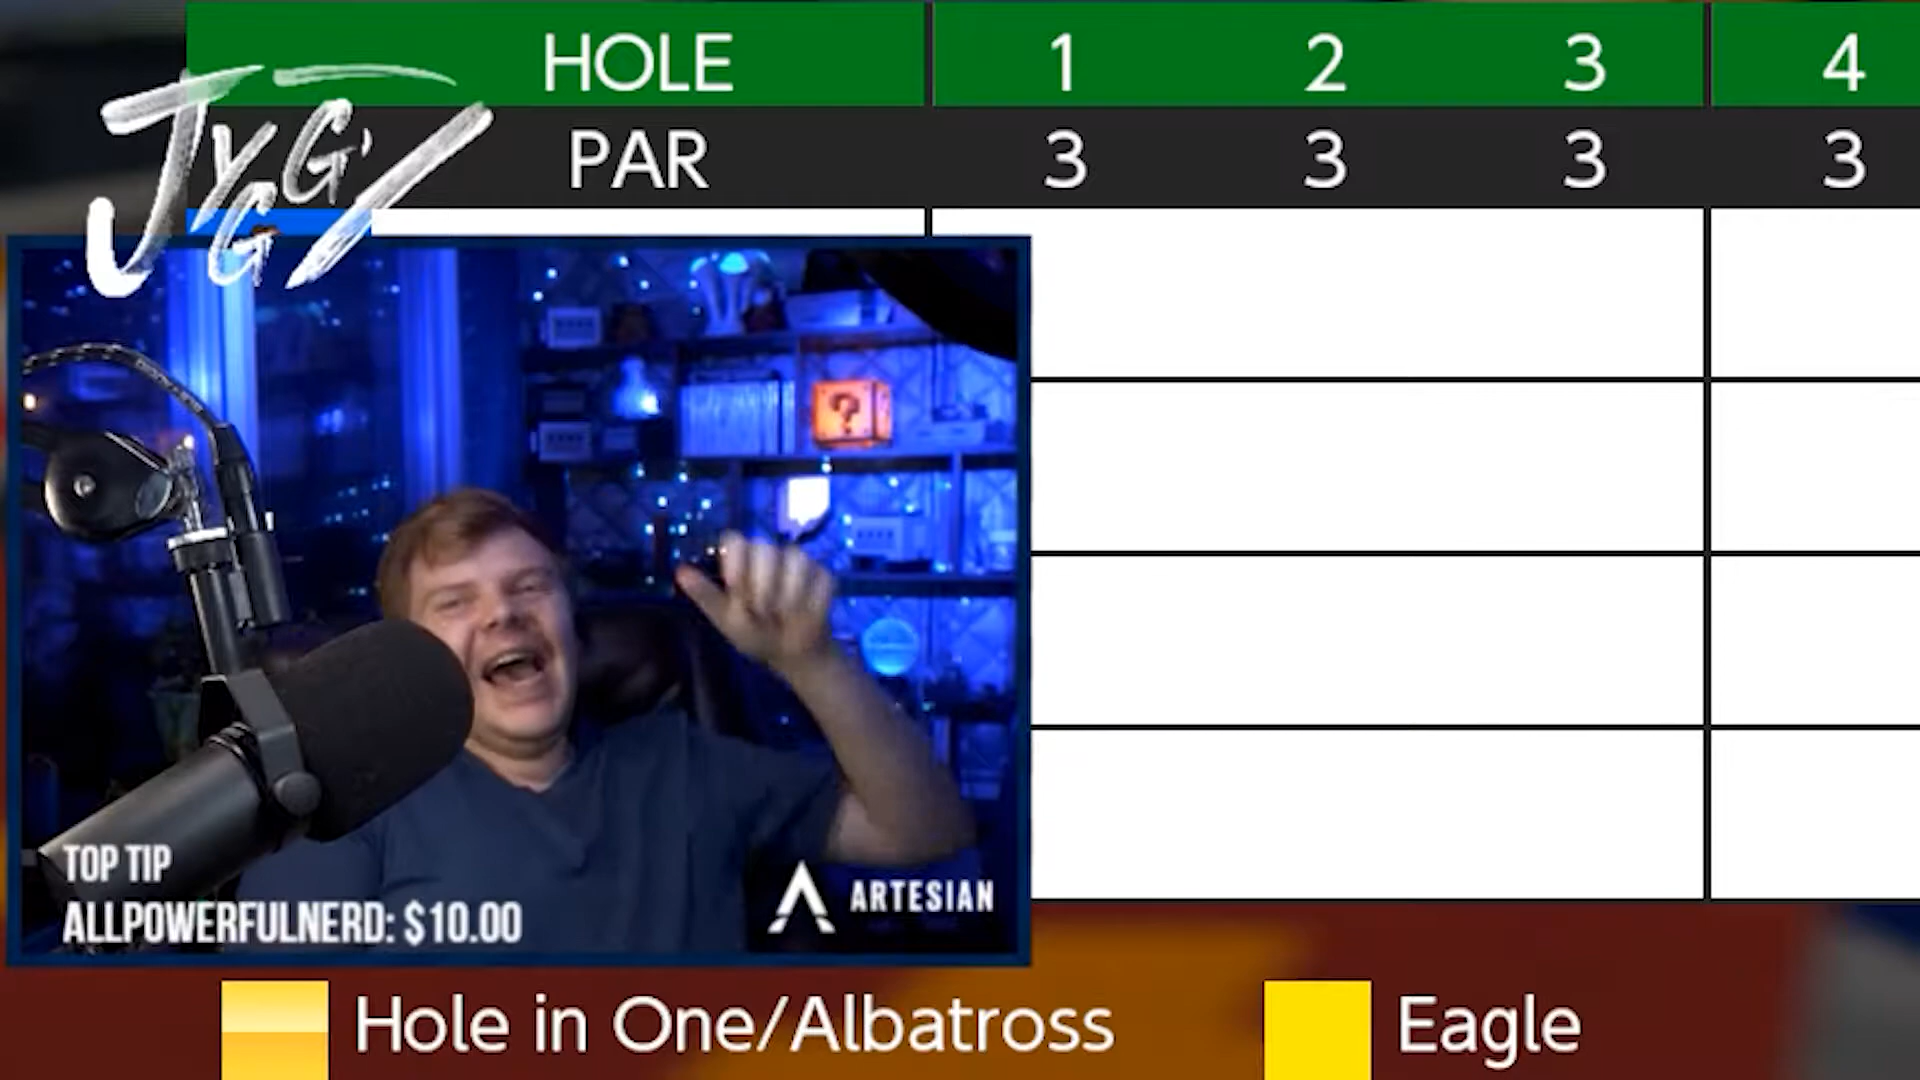 HOLE 1 2 3 4
PAR 3 3 3 3
JYGG
?
TOP TIP
ALLPOWERFULNERD: $10.00
ARTESIAN
Hole in One/Albatross Eagle